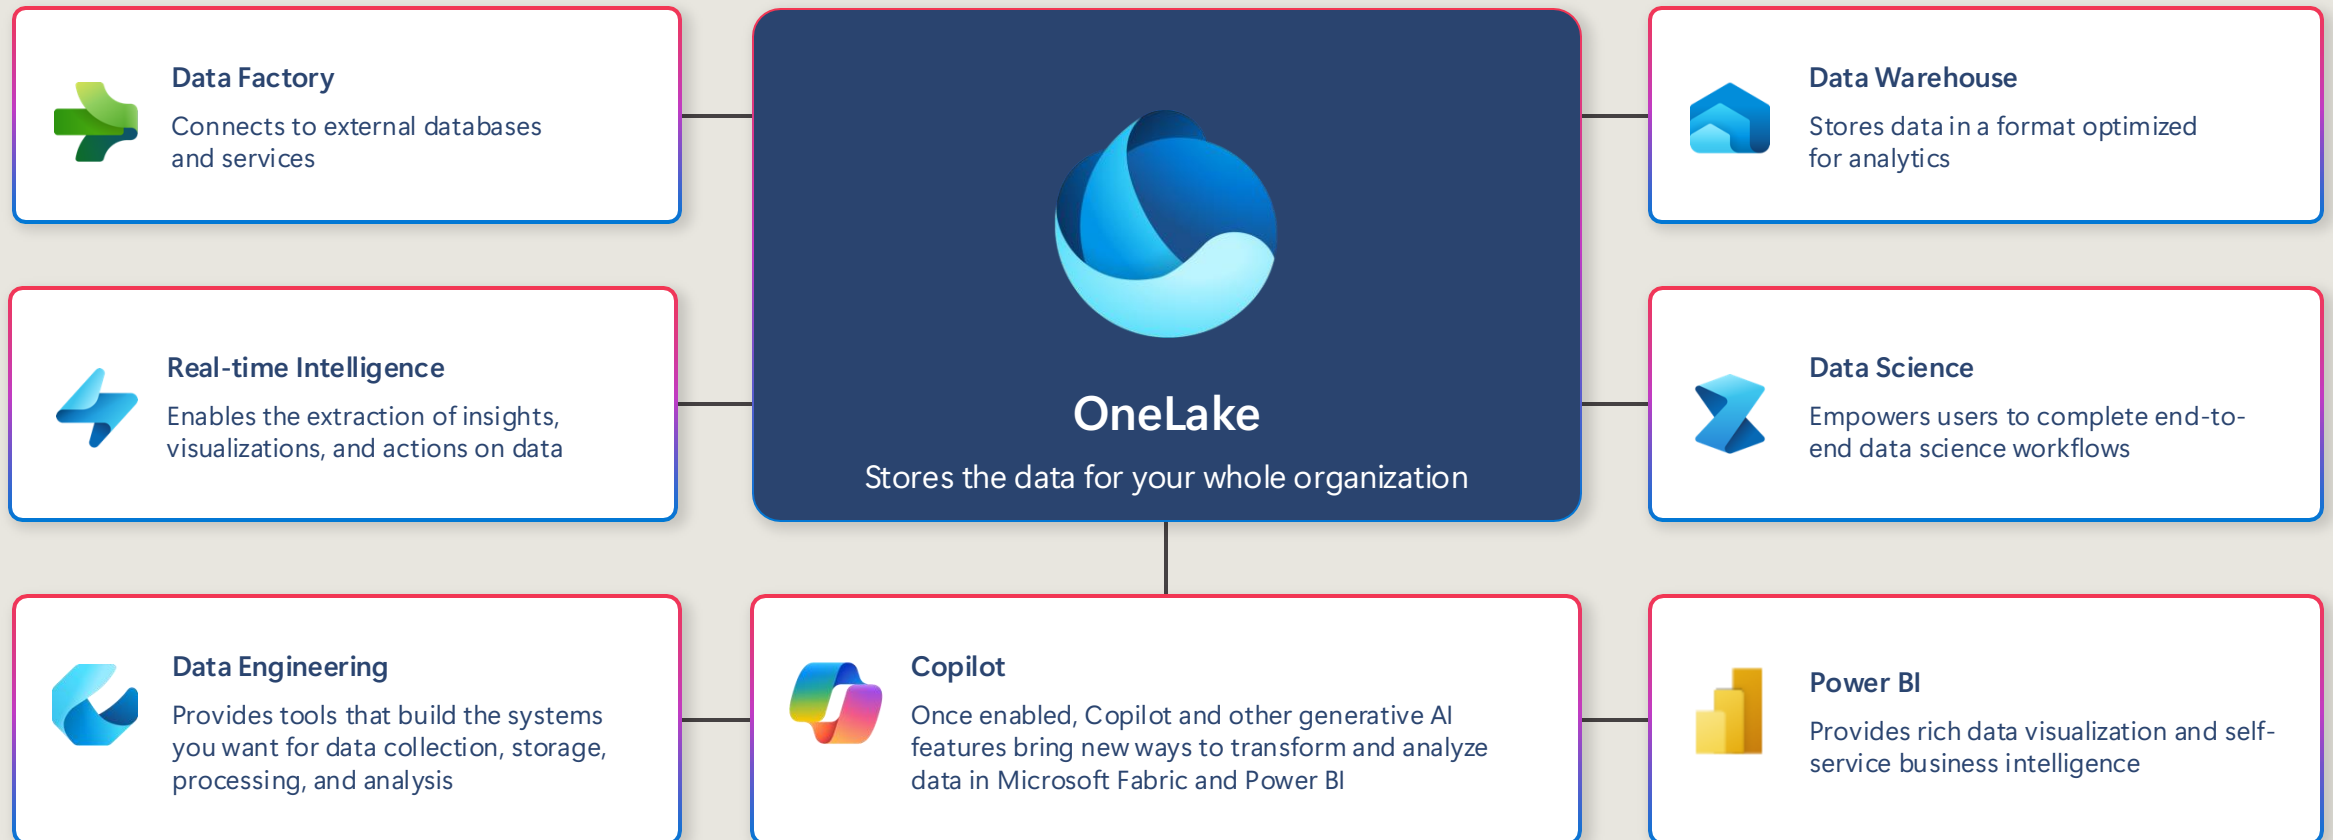 Data Factory
Connects to external databases
and services
OneLake
Stores the data for your whole organization
Data Warehouse
Stores data in a format optimized
for analytics
Real-time Intelligence
Enables the extraction of insights,
visualizations, and actions on data
Data Science
Empowers users to complete end-to-
end data science workflows
Data Engineering
Provides tools that build the systems
you want for data collection, storage,
processing, and analysis
Copilot
Once enabled, Copilot and other generative AI
features bring new ways to transform and analyze
data in Microsoft Fabric and Power BI
Power BI
Provides rich data visualization and self-
service business intelligence